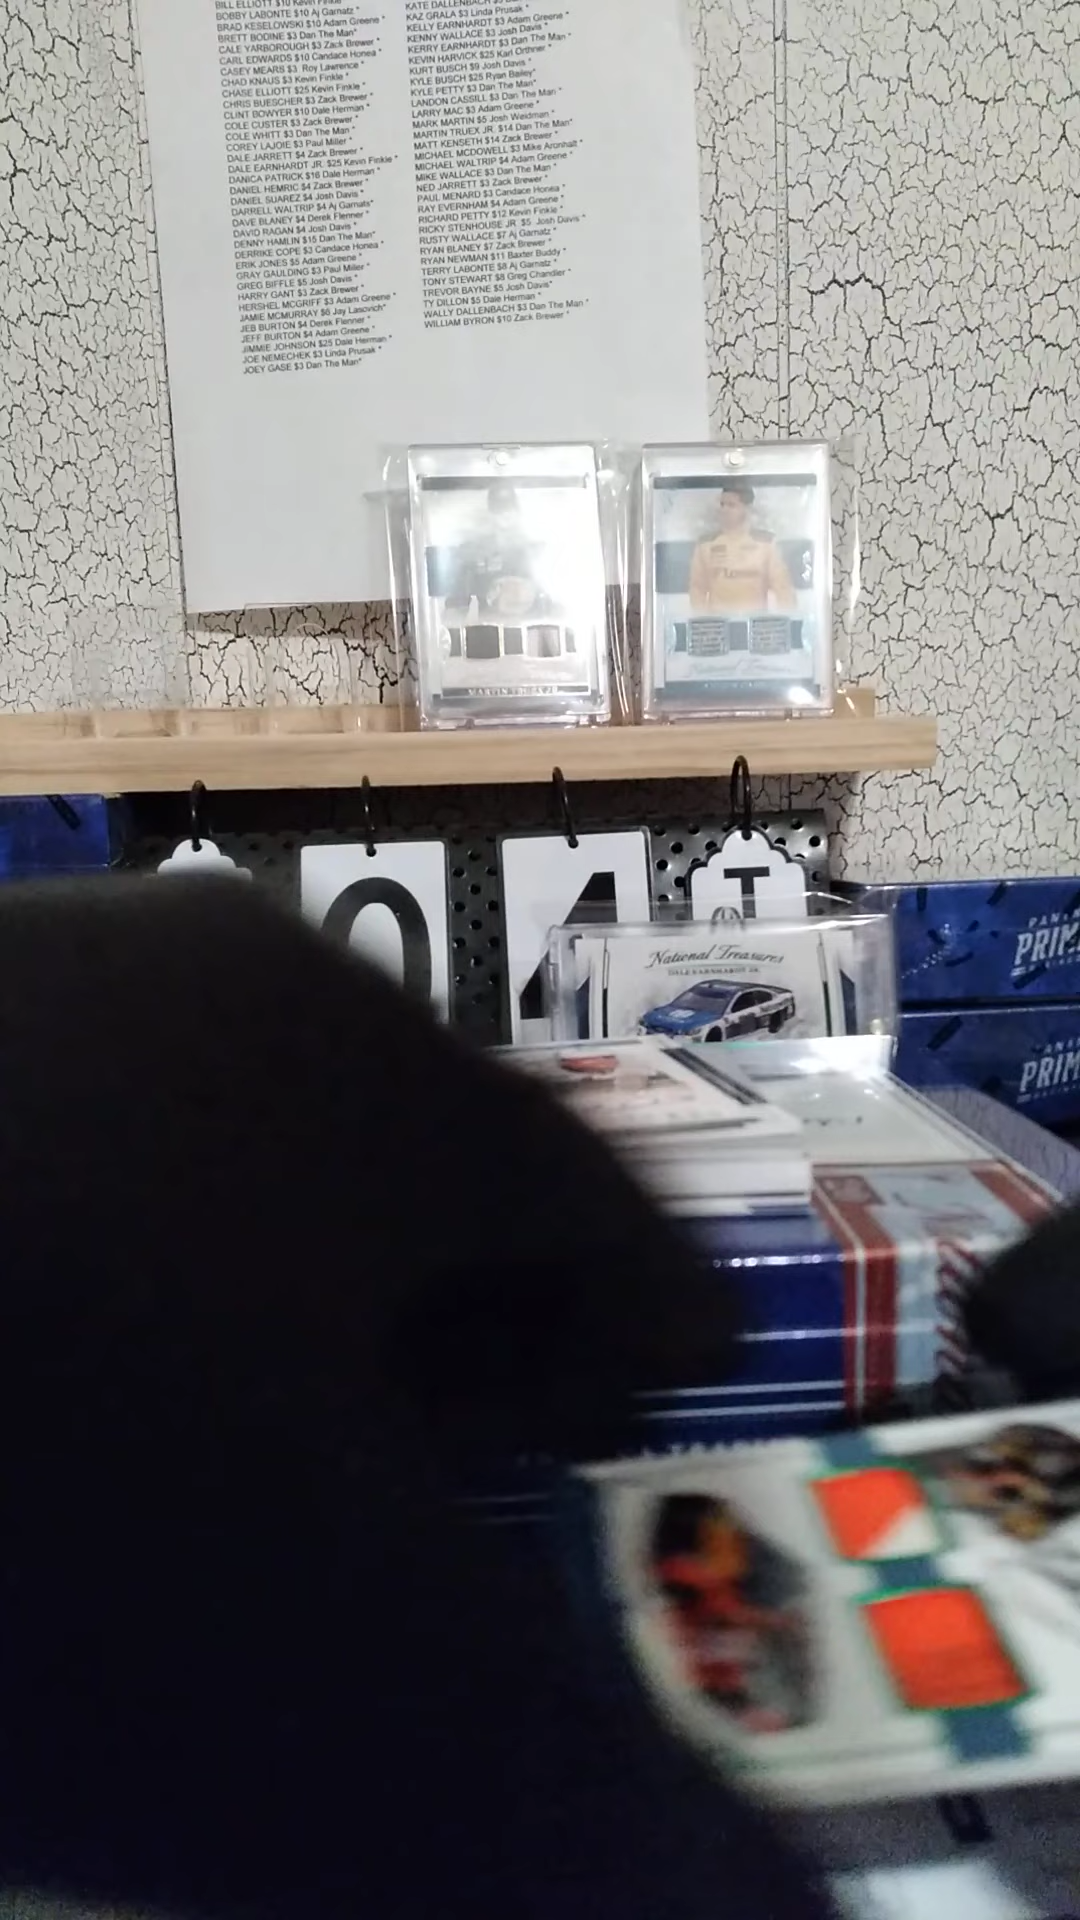 BILL ELLIOTT $10 Kevin Finkle
BOBBY LABONTE $10 Aj Garnatz *
BRAD KESELOWSKI $10 Adam Greene *
BRETT BODINE $3 Dan The Man*
CALE YARBOROUGH $3 Zack Brewer *
CARL EDWARDS $10 Candace Honea *
CASEY MEARS $3 Roy Lawrence *
CHAD KNAUS $3 Kevin Finkle *
CHASE ELLIOTT $25 Kevin Finkle *
CHRIS BUESCHER $3 Zack Brewer *
CLINT BOWYER $10 Dale Herman *
COLE CUSTER $3 Zack Brewer *
COLE WHITT $3 Dan The Man *
COREY LAJOIE $3 Paul Miller *
DALE JARRETT $4 Zack Brewer *
DALE EARNHARDT JR. $25 Kevin Finkle *
DANICA PATRICK $16 Dale Herman *
DANIEL HEMRIC $4 Zack Brewer *
DANIEL SUAREZ $4 Josh Davis *
DARRELL WALTRIP $4 Aj Garnats*
DAVE BLANEY $4 Derek Flenner *
DAVID RAGAN $4 Josh Davis *
DENNY HAMLIN $15 Dan The Man*
DERRIKE COPE $3 Candace Honea *
ERIK JONES $5 Adam Greene *
GRAY GAULDING $3 Paul Miller *
GREG BIFFLE $5 Josh Davis *
HARRY GANT $3 Zack Brewer *
HERSHEL MCGRIFF $3 Adam Greene *
JAMIE MCMURRAY $6 Jay Lasovich*
JEB BURTON $4 Derek Flenner *
JEFF BURTON $4 Adam Greene *
JIMMIE JOHNSON $25 Dale Herman *
JOE NEMECHEK $3 Linda Prusak *
JOEY GASE $3 Dan The Man*
KATE DALLENBACH
KAZ GRALA $3 Linda Prusak *
KELLY EARNHARDT $3 Adam Greene *
KENNY WALLACE $3 Josh Davis *
KERRY EARNHARDT $3 Dan The Man *
KEVIN HARVICK $25 Karl Orthner *
KURT BUSCH $9 Josh Davis *
KYLE BUSCH $25 Ryan Bailey*
KYLE PETTY $3 Dan The Man*
LANDON CASSILL $3 Dan The Man *
LARRY MAC $3 Adam Greene *
MARK MARTIN $5 Josh Weidman
MARTIN TRUEX JR. $14 Dan The Man*
MATT KENSETH $14 Zack Brewer *
MICHAEL MCDOWELL $3 Mike Aronhalt *
MICHAEL WALTRIP $4 Adam Greene *
MIKE WALLACE $3 Dan The Man *
NED JARRETT $3 Zack Brewer *
PAUL MENARD $3 Candace Honea *
RAY EVERNHAM $4 Adam Greene *
RICHARD PETTY $12 Kevin Finkle *
RICKY STENHOUSE JR $5 Josh Davis *
RUSTY WALLACE $7 Aj Garnatz *
RYAN BLANEY $7 Zack Brewer *
RYAN NEWMAN $11 Baxter Buddy *
TERRY LABONTE $8 Aj Garnatz *
TONY STEWART $8 Greg Chandler *
TREVOR BAYNE $5 Josh Davis*
TY DILLON $5 Dale Herman *
WALLY DALLENBACH $3 Dan The Man *
WILLIAM BYRON $10 Zack Brewer *
MARTIN TRUEX JR.
National Treasures
0
4
T
National Treasures
DALE EARNHARDT JR.
PRIM
PRIM